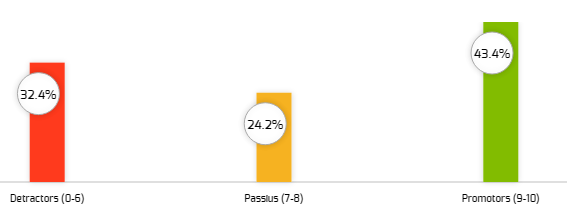 32.4%
24.2%
43.4%
Detractors (0-6)
Passius (7-8)
Promotors (9-10)